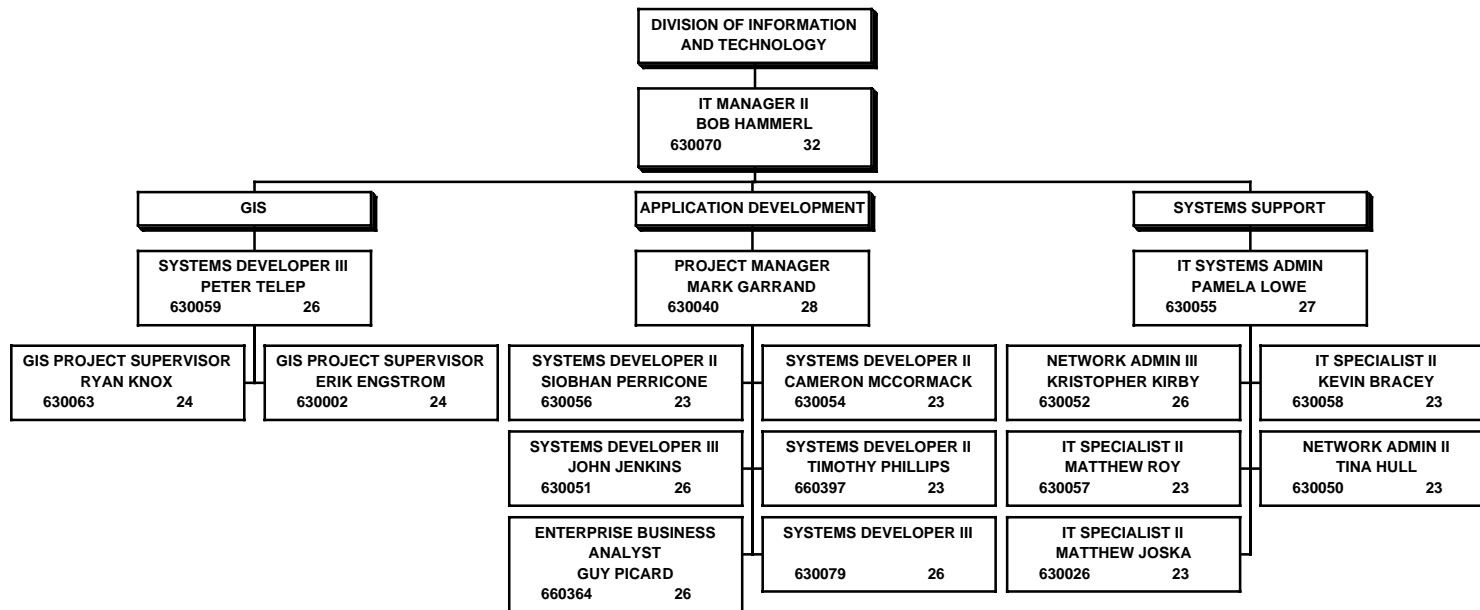 DIVISION OF INFORMATION
AND TECHNOLOGY
IT MANAGER II
BOB HAMMERL
630070 32
GIS
SYSTEMS DEVELOPER III
PETER TELEP
630059 26
GIS PROJECT SUPERVISOR
RYAN KNOX
630063 24
GIS PROJECT SUPERVISOR
ERIK ENGSTROM
630002 24
APPLICATION DEVELOPMENT
PROJECT MANAGER
MARK GARRAND
630040 28
SYSTEMS DEVELOPER II
SIOBHAN PERRICONE
630056 23
SYSTEMS DEVELOPER II
CAMERON MCCORMACK
630054 23
SYSTEMS DEVELOPER III
JOHN JENKINS
630051 26
SYSTEMS DEVELOPER II
TIMOTHY PHILLIPS
660397 23
ENTERPRISE BUSINESS
ANALYST
GUY PICARD
660364 26
SYSTEMS DEVELOPER III
630079 26
SYSTEMS SUPPORT
IT SYSTEMS ADMIN
PAMELA LOWE
630055 27
NETWORK ADMIN III
KRISTOPHER KIRBY
630052 26
IT SPECIALIST II
KEVIN BRACEY
630058 23
IT SPECIALIST II
MATTHEW ROY
630057 23
NETWORK ADMIN II
TINA HULL
630050 23
IT SPECIALIST II
MATTHEW JOSKA
630026 23